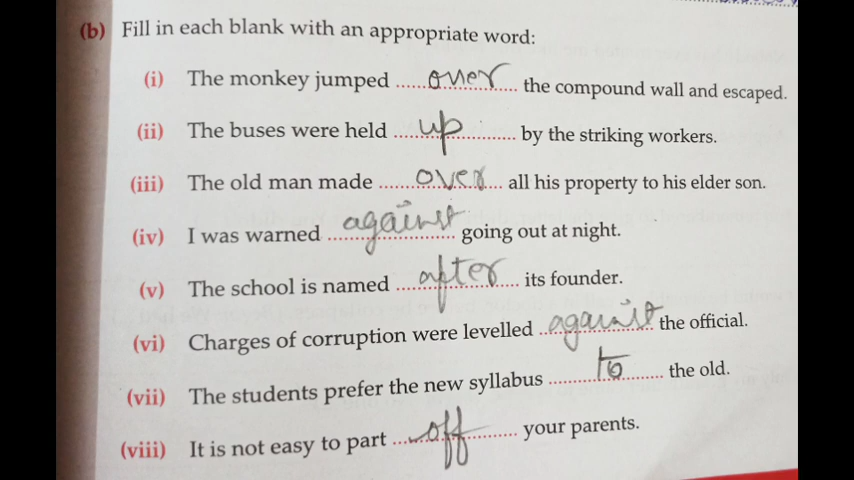 (b) Fill in each blank with an appropriate word:
(i) The monkey jumped ......over...... the compound wall and escaped.
(ii) The buses were held ......up...... by the striking workers.
(iii) The old man made ......over...... all his property to his elder son.
(iv) I was warned ......against...... going out at night.
(v) The school is named ......after...... its founder.
(vi) Charges of corruption were levelled ......against...... the official.
(vii) The students prefer the new syllabus ......to...... the old.
(viii) It is not easy to part ......off...... your parents.